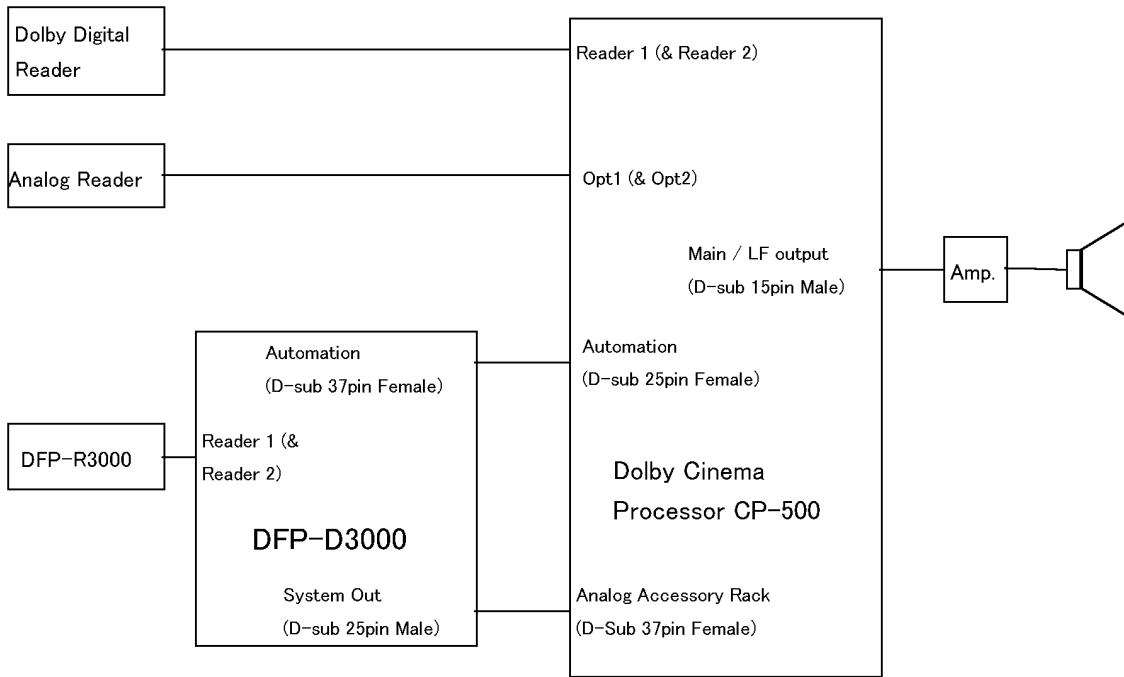 Dolby Digital
Reader
Reader 1 (& Reader 2)
Analog Reader
Opt1 (& Opt2)
Main / LF output
(D-sub 15pin Male)
Amp.
Automation
(D-sub 37pin Female)
Automation
(D-sub 25pin Female)
DFP-R3000
Reader 1 (&
Reader 2)
DFP-D3000
Dolby Cinema
Processor CP-500
System Out
(D-sub 25pin Male)
Analog Accessory Rack
(D-Sub 37pin Female)